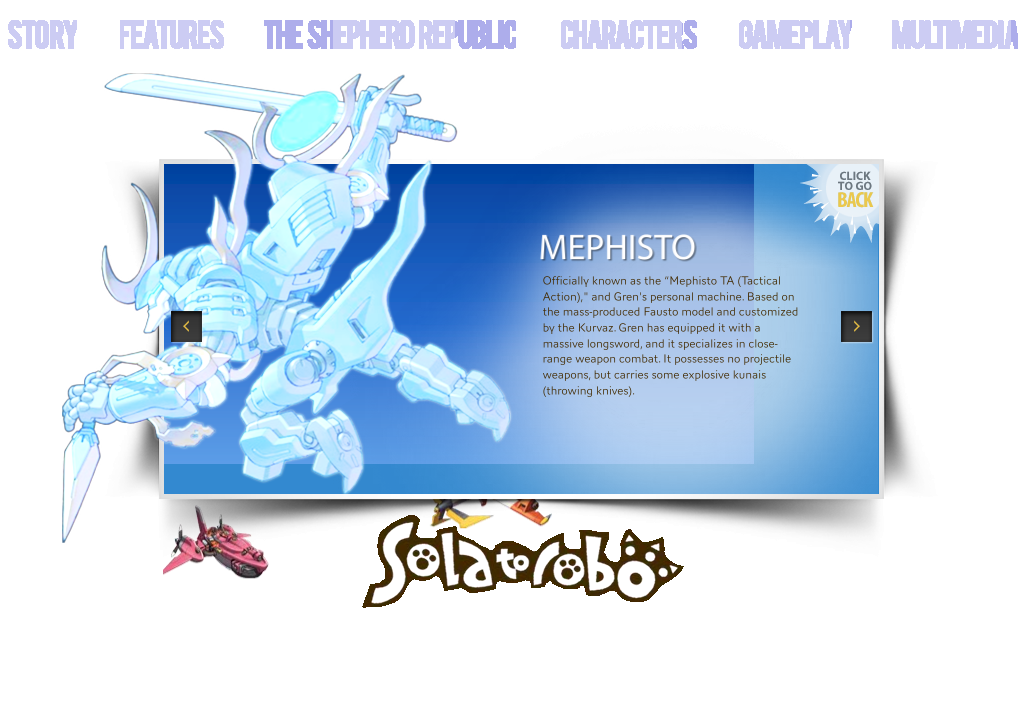 STORY FEATURES THE SHEPHERD REPUBLIC CHARACTERS GAMEPLAY MULTIMEDIA
CLICK
TO GO
BACK
MEPHISTO
Officially known as the "Mephisto TA (Tactical
Action)," and Gren's personal machine. Based on
the mass-produced Fausto model and customized
by the Kurvaz. Gren has equipped it with a
massive longsword, and it specializes in close-
range weapon combat. It possesses no projectile
weapons, but carries some explosive kunais
(throwing knives).
Solatorobo